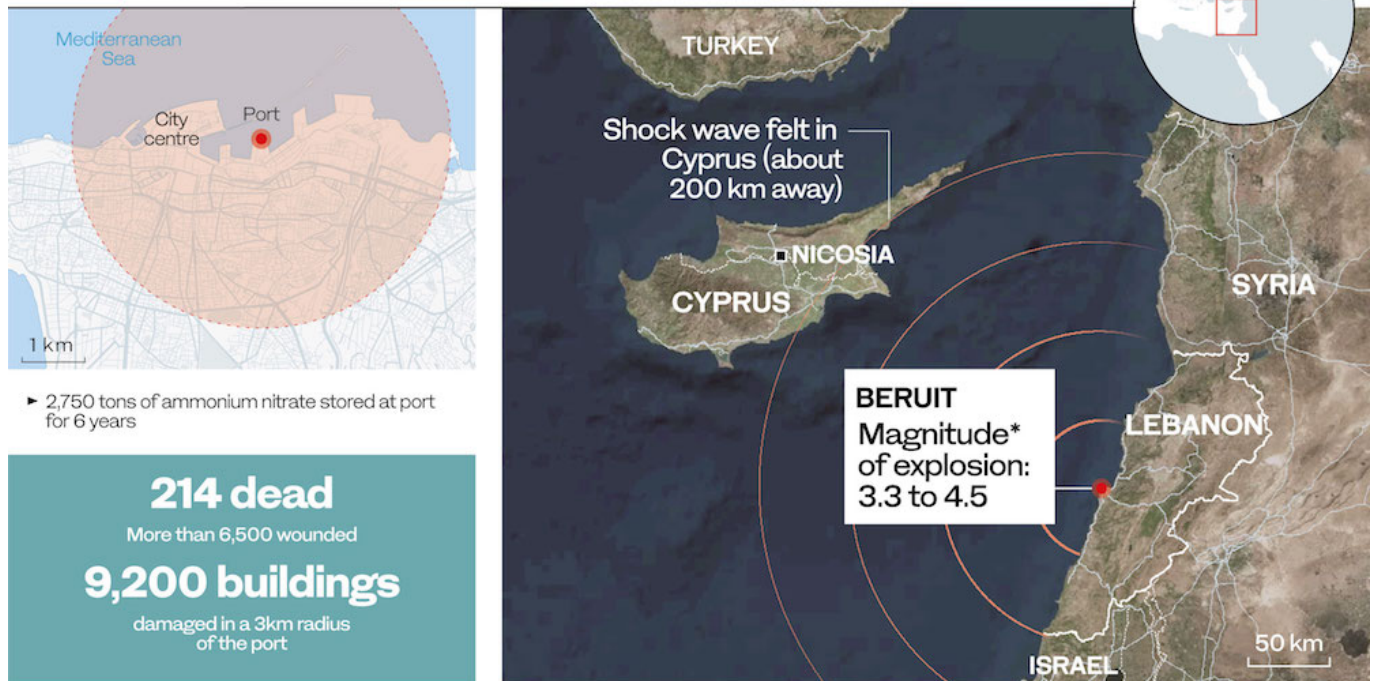 Mediterranean
Sea
City
centre
Port
1 km
► 2,750 tons of ammonium nitrate stored at port
for 6 years
214 dead
More than 6,500 wounded
9,200 buildings
damaged in a 3km radius
of the port
TURKEY
Shock wave felt in
Cyprus (about
200 km away)
NICOSIA
CYPRUS
SYRIA
BERUIT
Magnitude*
of explosion:
3.3 to 4.5
LEBANON
ISRAEL
50 km